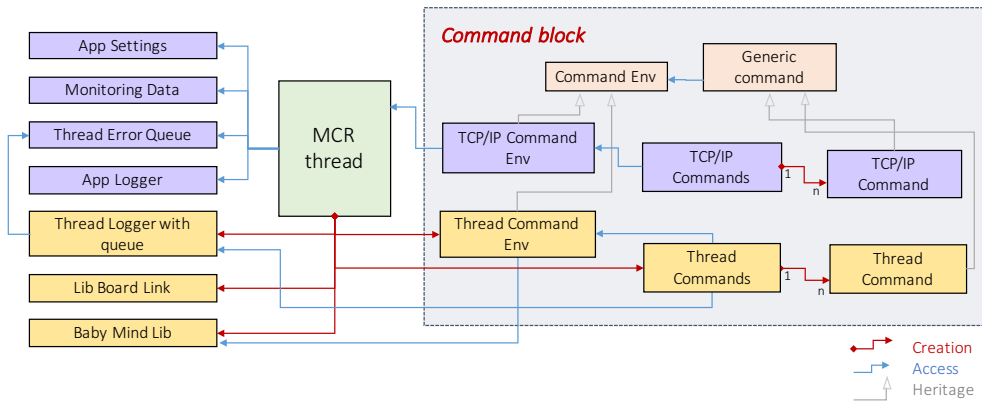 Command block
App Settings
Monitoring Data
Thread Error Queue
App Logger
Thread Logger with
queue
Lib Board Link
Baby Mind Lib
MCR
thread
Command Env
Generic
command
TCP/IP Command
Env
TCP/IP
Commands
1
n
TCP/IP
Command
Thread Command
Env
Thread
Commands
1
n
Thread
Command
Creation
Access
Heritage